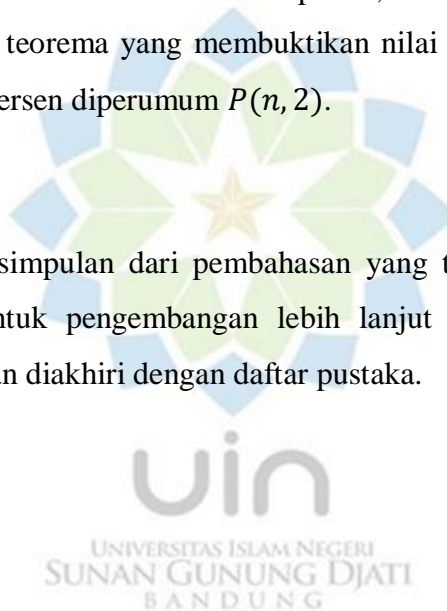 teorema yang membuktikan nilai
ersen diperumum P(n, 2).
simpulan dari pembahasan yang t
ntuk pengembangan lebih lanjut
n diakhiri dengan daftar pustaka.
uin
UNIVERSITAS ISLAM NEGERI
SUNAN GUNUNG DJATI
BANDUNG